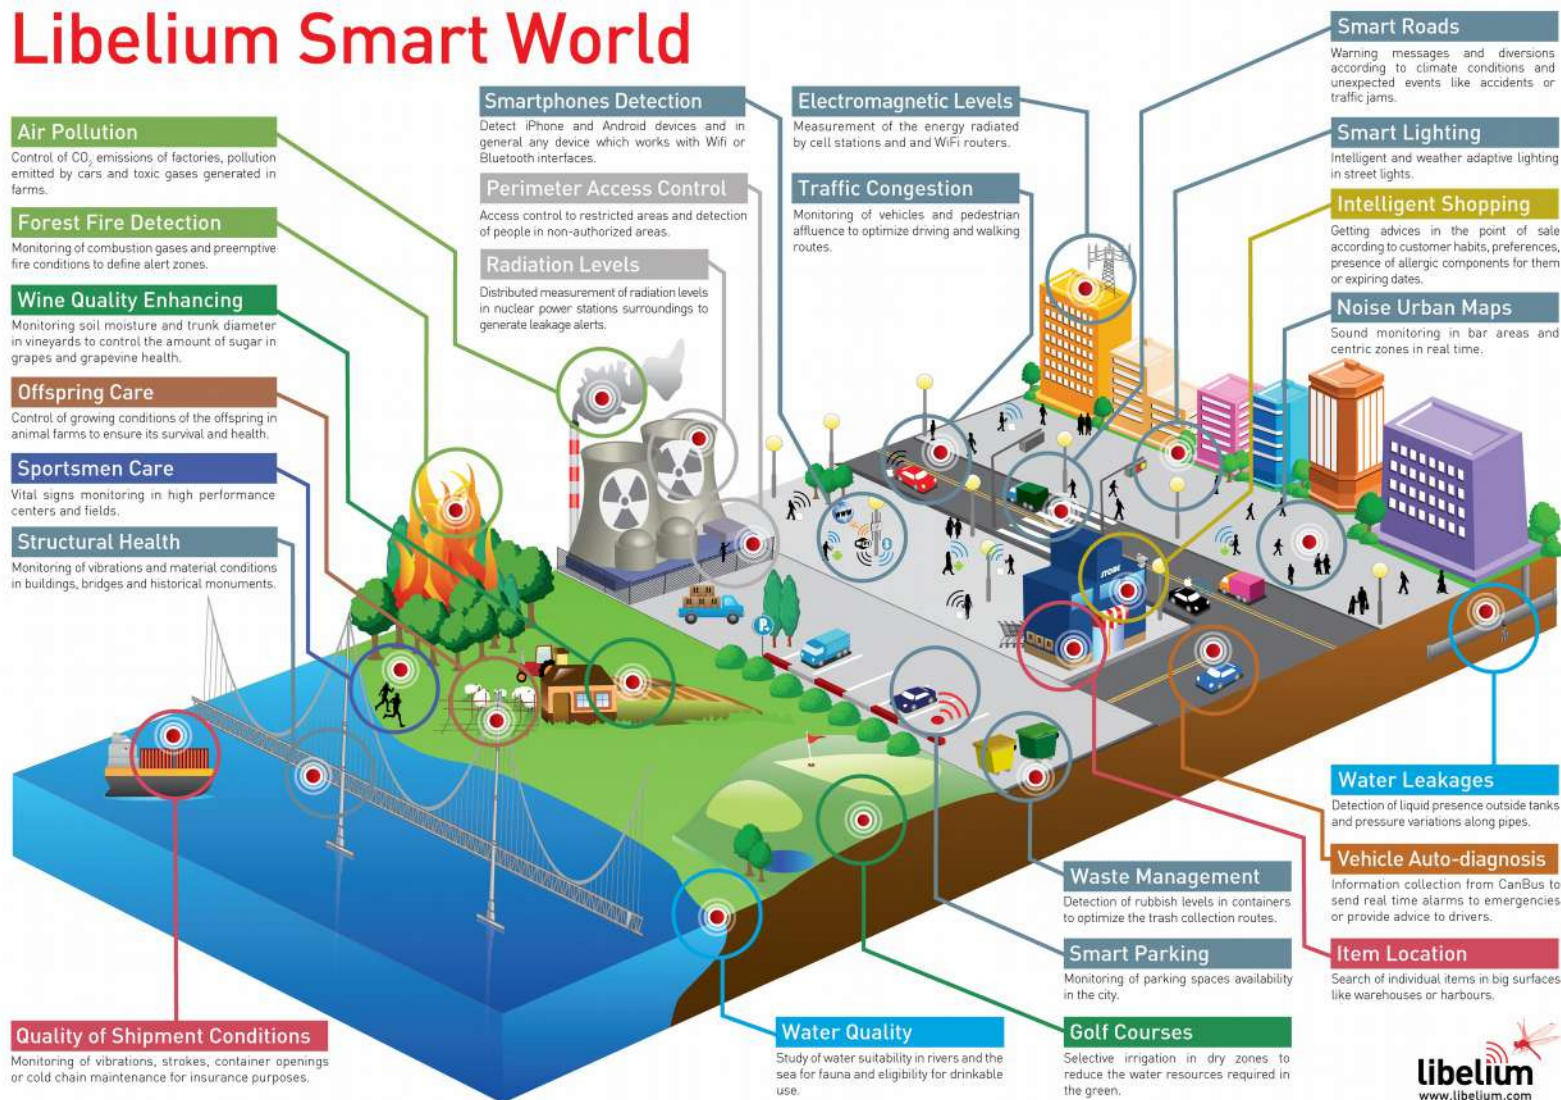 Libelium Smart World
Air Pollution
Control of CO₂ emissions of factories, pollution
emitted by cars and toxic gases generated in
farms.
Forest Fire Detection
Monitoring of combustion gases and preemptive
fire conditions to define alert zones.
Wine Quality Enhancing
Monitoring soil moisture and trunk diameter
in vineyards to control the amount of sugar in
grapes and grapevine health.
Offspring Care
Control of growing conditions of the offspring in
animal farms to ensure its survival and health.
Sportsmen Care
Vital signs monitoring in high performance
centers and fields.
Structural Health
Monitoring of vibrations and material conditions
in buildings, bridges and historical monuments.
Quality of Shipment Conditions
Monitoring of vibrations, strokes, container openings
or cold chain maintenance for insurance purposes.
Smartphones Detection
Detect iPhone and Android devices and in
general any device which works with Wifi or
Bluetooth interfaces.
Perimeter Access Control
Access control to restricted areas and detection
of people in non-authorized areas.
Radiation Levels
Distributed measurement of radiation levels
in nuclear power stations surroundings to
generate leakage alerts.
Electromagnetic Levels
Measurement of the energy radiated
by cell stations and and WiFi routers.
Traffic Congestion
Monitoring of vehicles and pedestrian
affluence to optimize driving and walking
routes.
Smart Roads
Warning messages and diversions
according to climate conditions and
unexpected events like accidents or
traffic jams.
Smart Lighting
Intelligent and weather adaptive lighting
in street lights.
Intelligent Shopping
Getting advices in the point of sale
according to customer habits, preferences,
presence of allergic components for them
or expiring dates.
Noise Urban Maps
Sound monitoring in bar areas and
centric zones in real time.
www
STORE
P
Water Leakages
Detection of liquid presence outside tanks
and pressure variations along pipes.
Vehicle Auto-diagnosis
Information collection from CanBus to
send real time alarms to emergencies
or provide advice to drivers.
Item Location
Search of individual items in big surfaces
like warehouses or harbours.
Waste Management
Detection of rubbish levels in containers
to optimize the trash collection routes.
Smart Parking
Monitoring of parking spaces availability
in the city.
Golf Courses
Selective irrigation in dry zones to
reduce the water resources required in
the green.
Water Quality
Study of water suitability in rivers and the
sea for fauna and eligibility for drinkable
use.
libelium
www.libelium.com